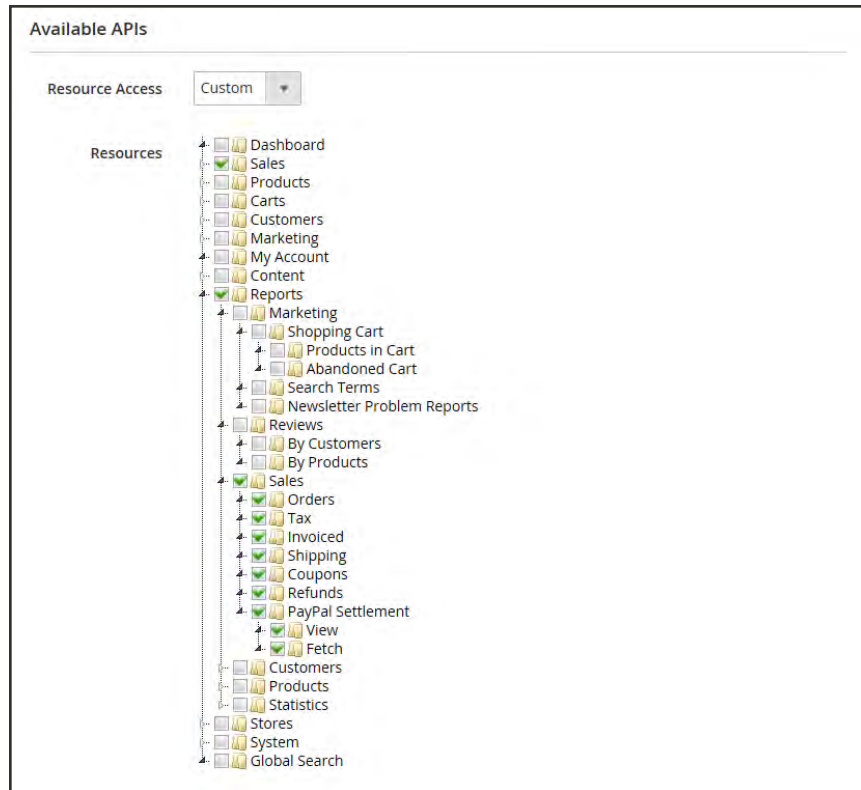 Available APIs
Resource Access Custom
Resources
Dashboard
Sales
Products
Carts
Customers
Marketing
My Account
Content
Reports
Marketing
Shopping Cart
Products in Cart
Abandoned Cart
Search Terms
Newsletter Problem Reports
Reviews
By Customers
By Products
Sales
Orders
Tax
Invoiced
Shipping
Coupons
Refunds
PayPal Settlement
View
Fetch
Customers
Products
Statistics
Stores
System
Global Search